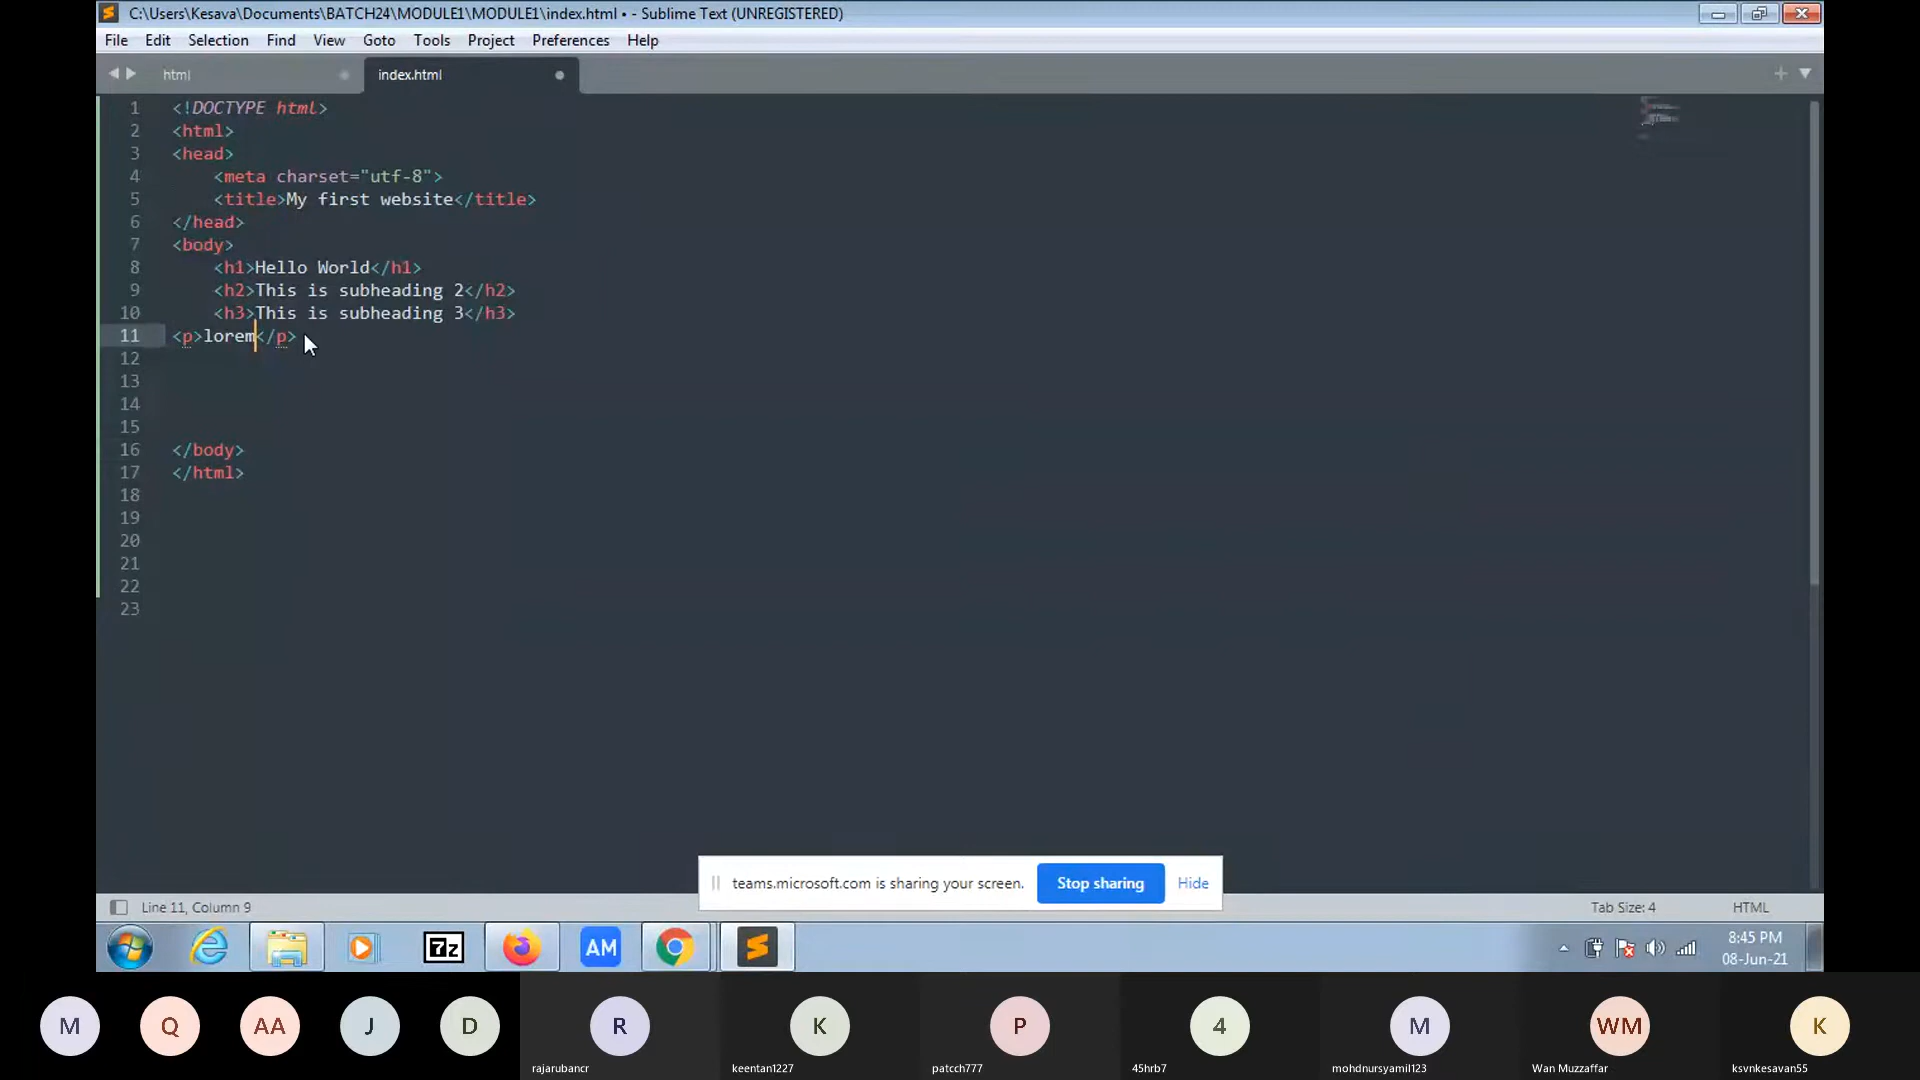 C:\Users\Kesava\Documents\BATCH24\MODULE1\MODULE1\index.html • - Sublime Text (UNREGISTERED)
File Edit Selection Find View Goto Tools Project Preferences Help
html index.html
1 <!DOCTYPE html>
2 <html>
3 <head>
4 <meta charset="utf-8">
5 <title>My first website</title>
6 </head>
7 <body>
8 <h1>Hello World</h1>
9 <h2>This is subheading 2</h2>
10 <h3>This is subheading 3</h3>
11 <p>lorem</p>
12
13
14
15
16 </body>
17 </html>
18
19
20
21
22
23
teams.microsoft.com is sharing your screen. Stop sharing Hide
Line 11, Column 9 Tab Size: 4 HTML
7z AM 8:45 PM
08-Jun-21
M Q AA J D R K P 4 M WM K
rajarubancr keentan1227 patcch777 45hrb7 mohdnursyamil123 Wan Muzzaffar ksvnkesavan55